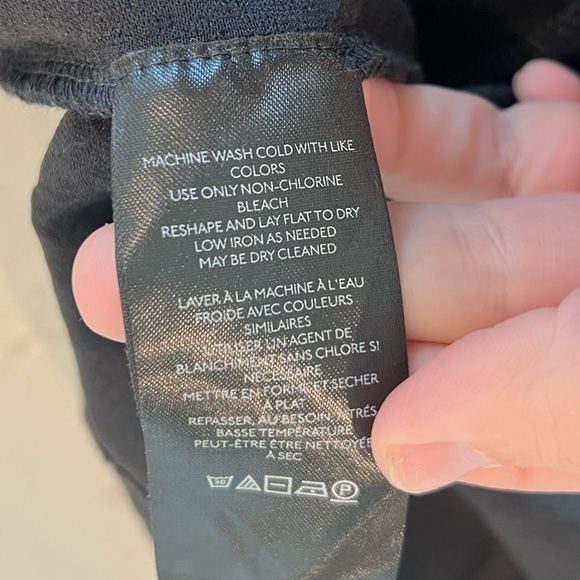 MACHINE WASH COLD WITH LIKE
COLORS
USE ONLY NON-CHLORINE
BLEACH
RESHAPE AND LAY FLAT TO DRY
LOW IRON AS NEEDED
MAY BE DRY CLEANED
LAVER À LA MACHINE À L'EAU
FROIDE AVEC COULEURS
SIMILAIRES
UTILISER UN AGENT DE
BLANCHIMENT SANS CHLORE SI
NÉCESSAIRE
METTRE EN FORME ET SÉCHER
À PLAT
REPASSER, AU BESOIN, À TRÈS
BASSE TEMPÉRATURE
PEUT-ÊTRE ÊTRE NETTOYÉE
À SEC
30 P